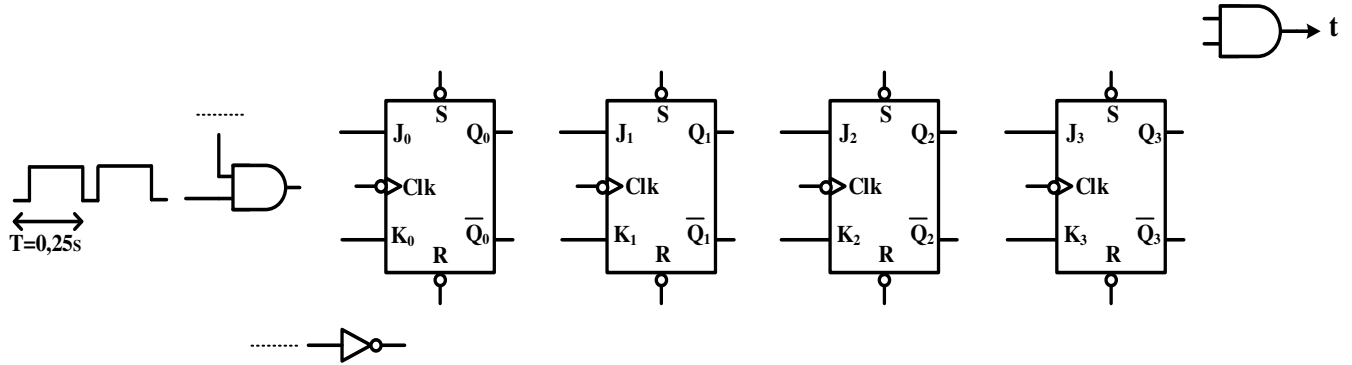 t
S S S S
J₀ Q₀ J₁ Q₁ J₂ Q₂ J₃ Q₃
Clk Clk Clk Clk
T=0,25s
K₀ Q̅₀ K₁ Q̅₁ K₂ Q̅₂ K₃ Q̅₃
R R R R